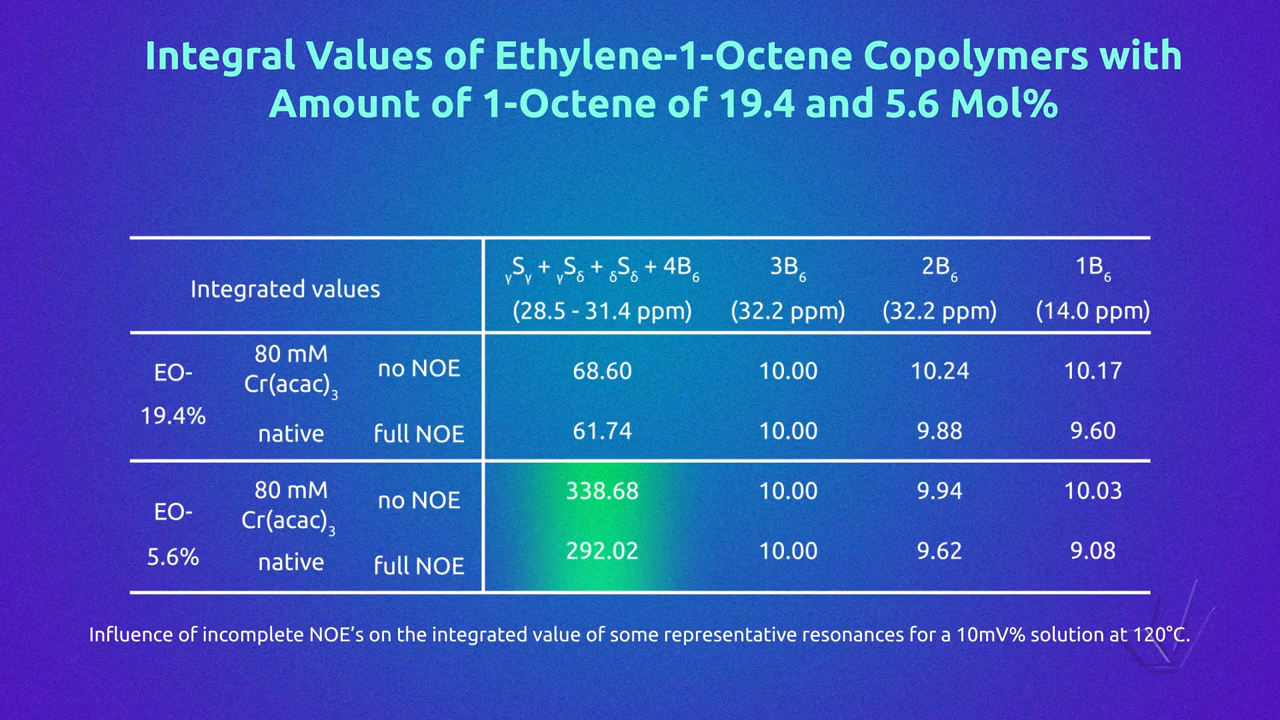 Integral Values of Ethylene-1-Octene Copolymers with
Amount of 1-Octene of 19.4 and 5.6 Mol%
Integrated values
γSγ + γSδ + δSδ + 4B6 3B6 2B6 1B6
(28.5 - 31.4 ppm) (32.2 ppm) (32.2 ppm) (14.0 ppm)
EO-
19.4%
80 mM
Cr(acac)3
no NOE 68.60 10.00 10.24 10.17
native full NOE 61.74 10.00 9.88 9.60
EO-
5.6%
80 mM
Cr(acac)3
no NOE 338.68 10.00 9.94 10.03
native full NOE 292.02 10.00 9.62 9.08
Influence of incomplete NOE’s on the integrated value of some representative resonances for a 10mV% solution at 120°C.